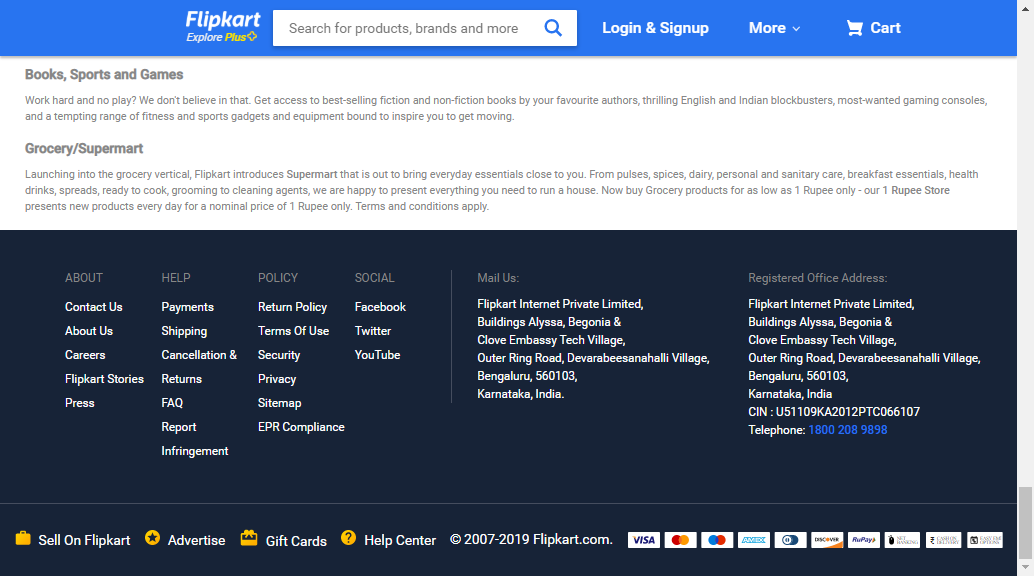 Flipkart
Explore Plus
Search for products, brands and more
Login & Signup
More
Cart
Books, Sports and Games
Work hard and no play? We don't believe in that. Get access to best-selling fiction and non-fiction books by your favourite authors, thrilling English and Indian blockbusters, most-wanted gaming consoles,
and a tempting range of fitness and sports gadgets and equipment bound to inspire you to get moving.
Grocery/Supermart
Launching into the grocery vertical, Flipkart introduces Supermart that is out to bring everyday essentials close to you. From pulses, spices, dairy, personal and sanitary care, breakfast essentials, health
drinks, spreads, ready to cook, grooming to cleaning agents, we are happy to present everything you need to run a house. Now buy Grocery products for as low as 1 Rupee only - our 1 Rupee Store
presents new products every day for a nominal price of 1 Rupee only. Terms and conditions apply.
ABOUT
Contact Us
About Us
Careers
Flipkart Stories
Press
HELP
Payments
Shipping
Cancellation &
Returns
FAQ
Report
Infringement
POLICY
Return Policy
Terms Of Use
Security
Privacy
Sitemap
EPR Compliance
SOCIAL
Facebook
Twitter
YouTube
Mail Us:
Flipkart Internet Private Limited,
Buildings Alyssa, Begonia &
Clove Embassy Tech Village,
Outer Ring Road, Devarabeesanahalli Village,
Bengaluru, 560103,
Karnataka, India.
Registered Office Address:
Flipkart Internet Private Limited,
Buildings Alyssa, Begonia &
Clove Embassy Tech Village,
Outer Ring Road, Devarabeesanahalli Village,
Bengaluru, 560103,
Karnataka, India
CIN : U51109KA2012PTC066107
Telephone: 1800 208 9898
Sell On Flipkart
Advertise
Gift Cards
Help Center
© 2007-2019 Flipkart.com.
VISA
AMEX
DISCOVER
RuPay
NET BANKING
CASH ON DELIVERY
EASY EMI OPTIONS